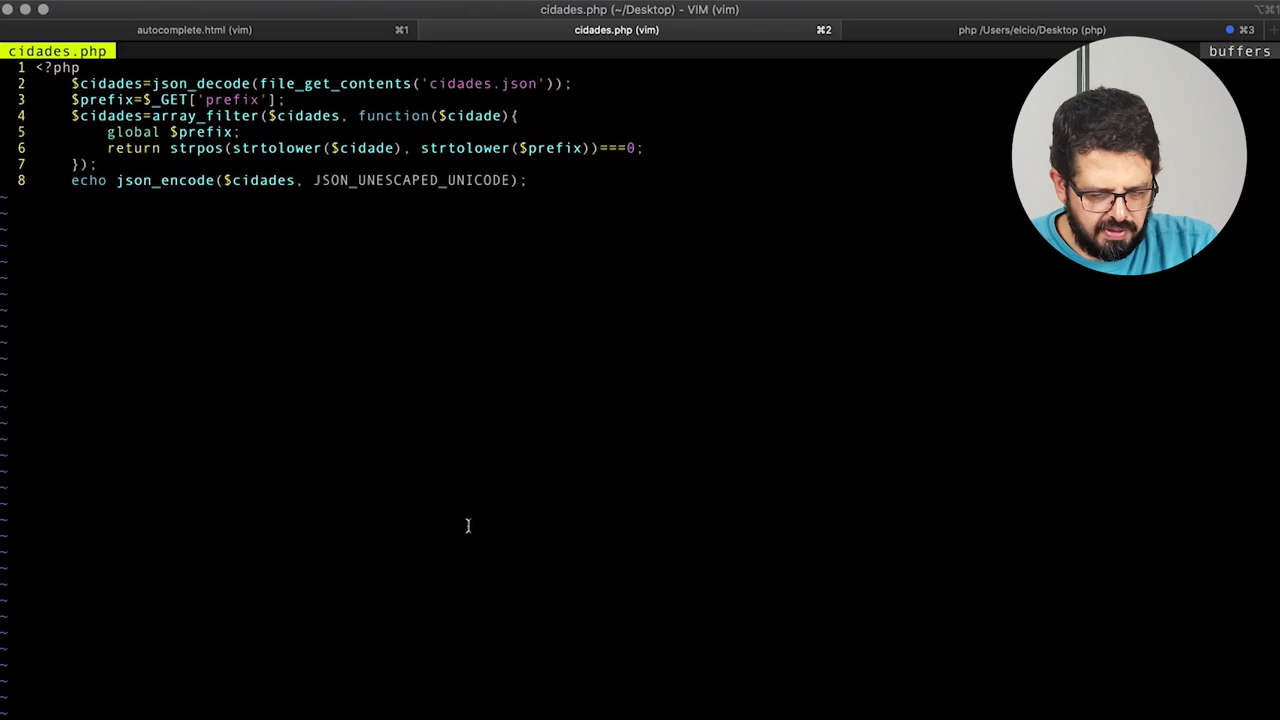 cidades.php (~/Desktop) - VIM (vim)
⌥⌘1
autocomplete.html (vim) ⌘1 cidades.php (vim) ⌘2 php /Users/elcio/Desktop (php) ⌘3
cidades.php buffers
1 <?php
2     $cidades=json_decode(file_get_contents('cidades.json'));
3     $prefix=$_GET['prefix'];
4     $cidades=array_filter($cidades, function($cidade){
5         global $prefix;
6         return strpos(strtolower($cidade), strtolower($prefix))===0;
7     });
8     echo json_encode($cidades, JSON_UNESCAPED_UNICODE);